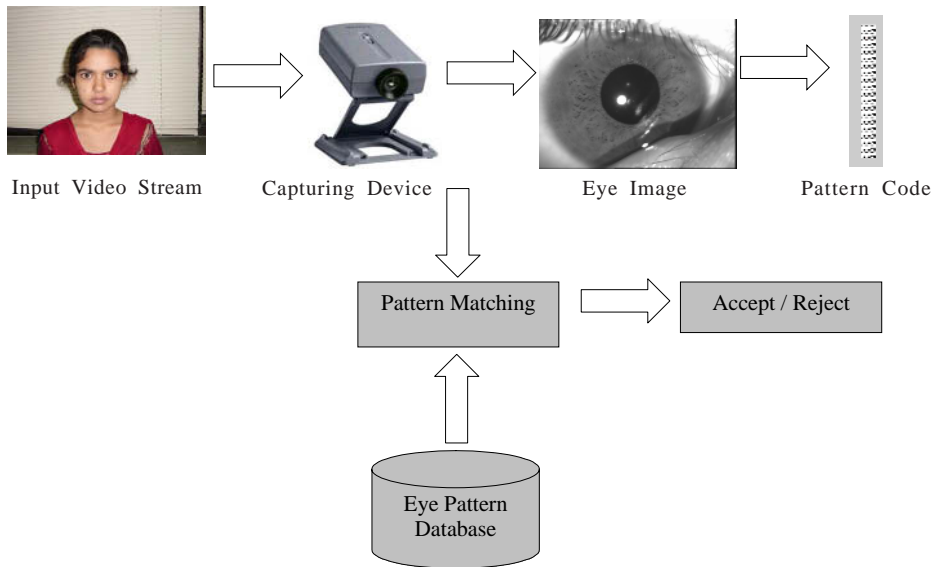 Input Video Stream
Capturing Device
Eye Image
Pattern Code
Pattern Matching
Accept / Reject
Eye Pattern
Database